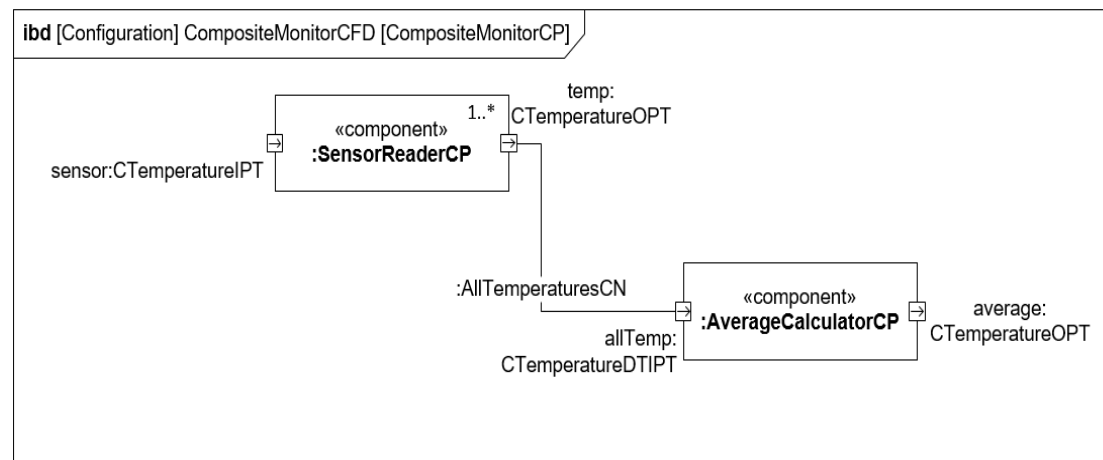 ibd [Configuration] CompositeMonitorCFD [CompositeMonitorCP]
temp:
CTemperatureOPT
1..*
«component»
:SensorReaderCP
sensor:CTemperatureIPT
:AllTemperaturesCN
«component»
:AverageCalculatorCP
average:
CTemperatureOPT
allTemp:
CTemperatureDTIPT